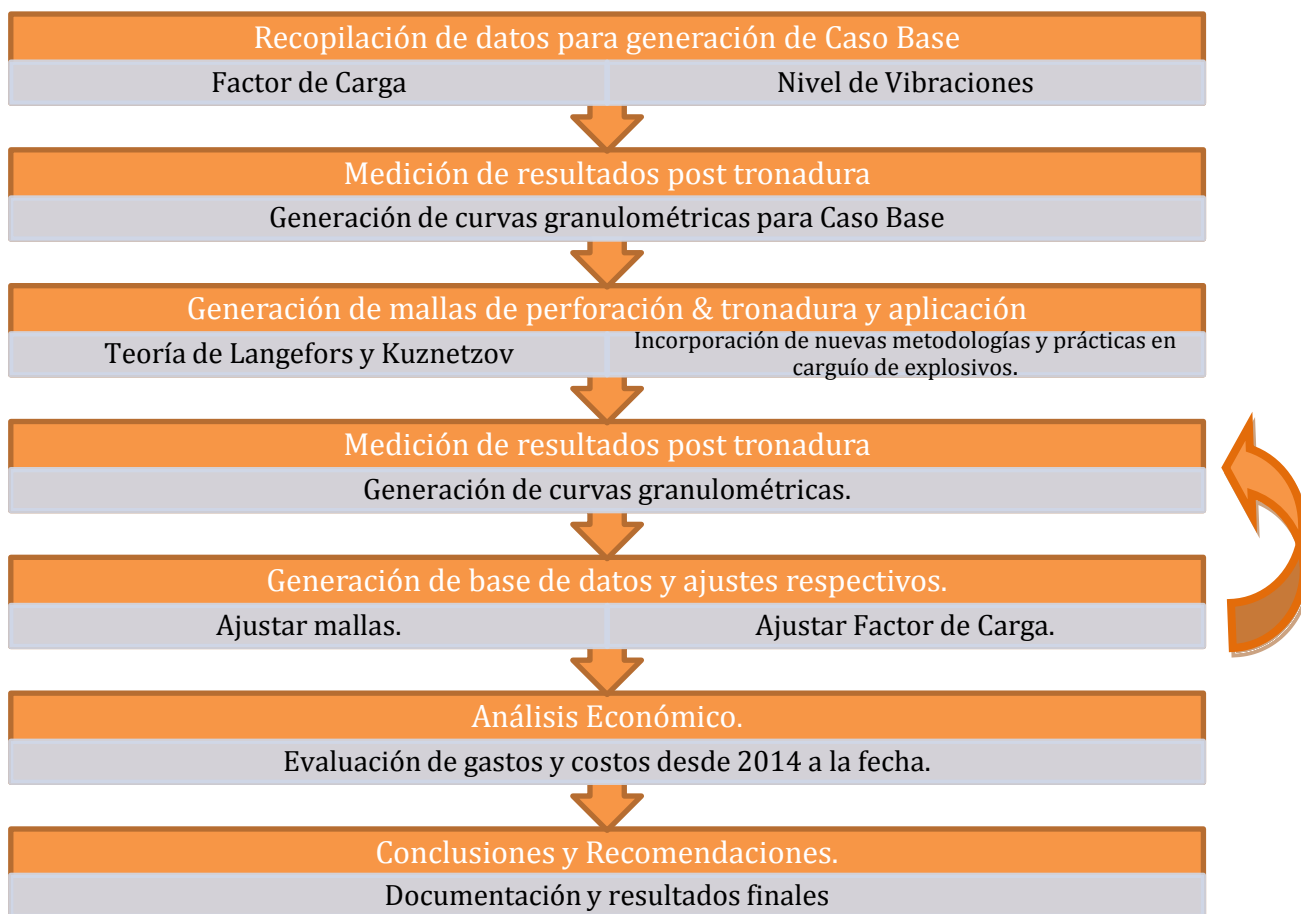 Recopilación de datos para generación de Caso Base
Factor de Carga
Nivel de Vibraciones
Medición de resultados post tronadura
Generación de curvas granulométricas para Caso Base
Generación de mallas de perforación & tronadura y aplicación
Teoría de Langefors y Kuznetzov
Incorporación de nuevas metodologías y prácticas en
carguío de explosivos.
Medición de resultados post tronadura
Generación de curvas granulométricas.
Generación de base de datos y ajustes respectivos.
Ajustar mallas.
Ajustar Factor de Carga.
Análisis Económico.
Evaluación de gastos y costos desde 2014 a la fecha.
Conclusiones y Recomendaciones.
Documentación y resultados finales